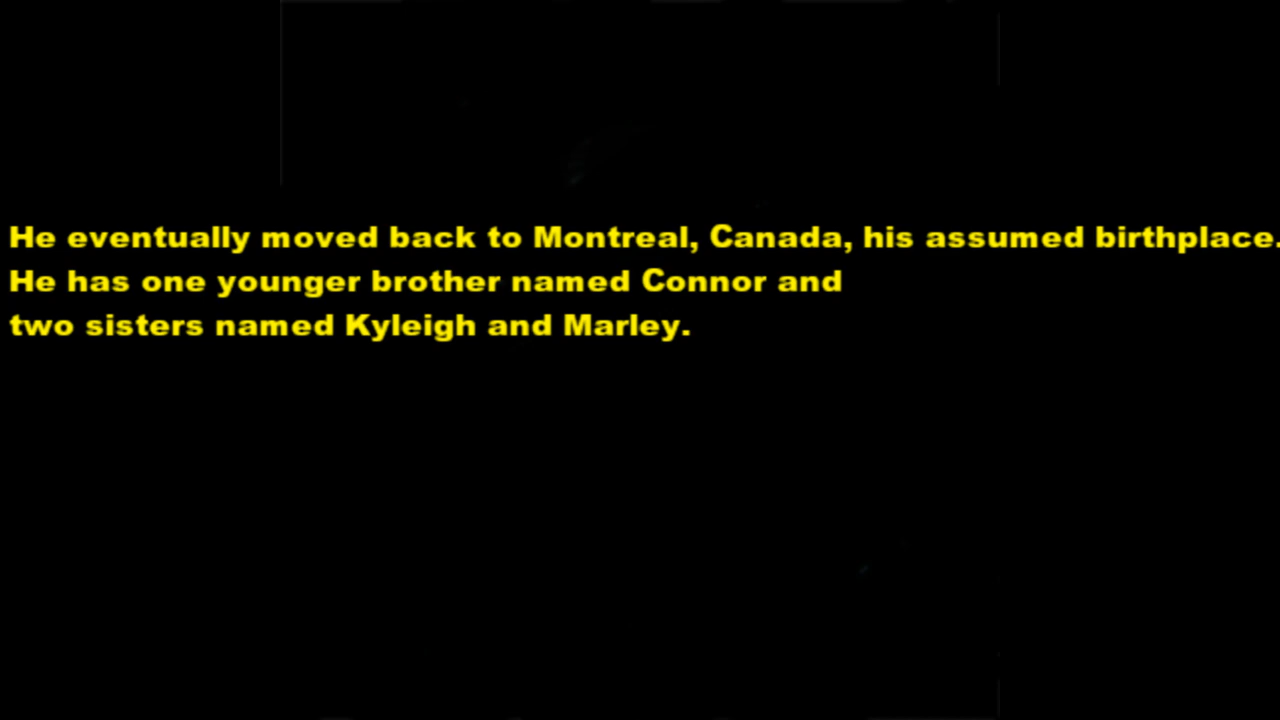 He eventually moved back to Montreal, Canada, his assumed birthplace.
He has one younger brother named Connor and
two sisters named Kyleigh and Marley.